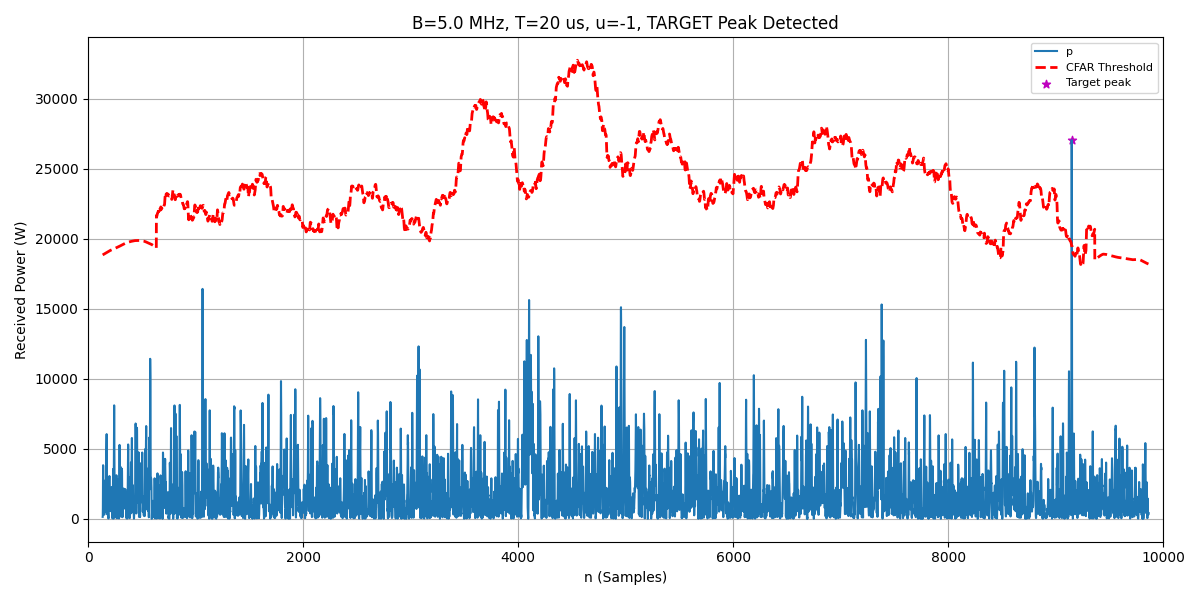 B=5.0 MHz, T=20 us, u=-1, TARGET Peak Detected
p
CFAR Threshold
Target peak
Received Power (W)
30000
25000
20000
15000
10000
5000
0
0 2000 4000 6000 8000 10000
n (Samples)